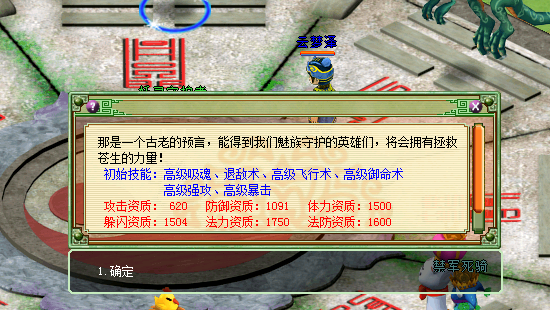 云梦泽
那是一个古老的预言，能得到我们魅族守护的英雄们，将会拥有拯救
苍生的力量！
初始技能：高级吸魂、退敌术、高级飞行术、高级御命术
高级强攻、高级暴击
攻击资质： 620 防御资质：1091 体力资质：1500
躲闪资质：1504 法力资质：1750 法防资质：1600
1.确定
禁军死骑